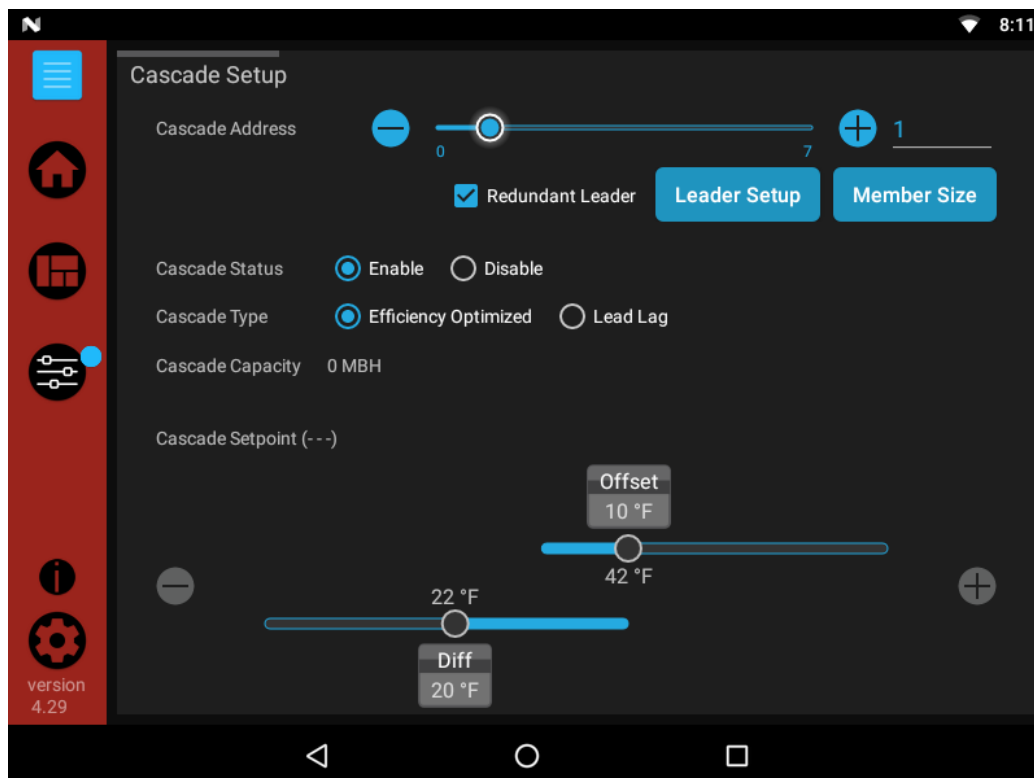 8:11
Cascade Setup
Cascade Address
0
7
1
Redundant Leader
Leader Setup
Member Size
Cascade Status
Enable
Disable
Cascade Type
Efficiency Optimized
Lead Lag
Cascade Capacity 0 MBH
Cascade Setpoint (---)
Offset
10 °F
42 °F
22 °F
Diff
20 °F
version
4.29